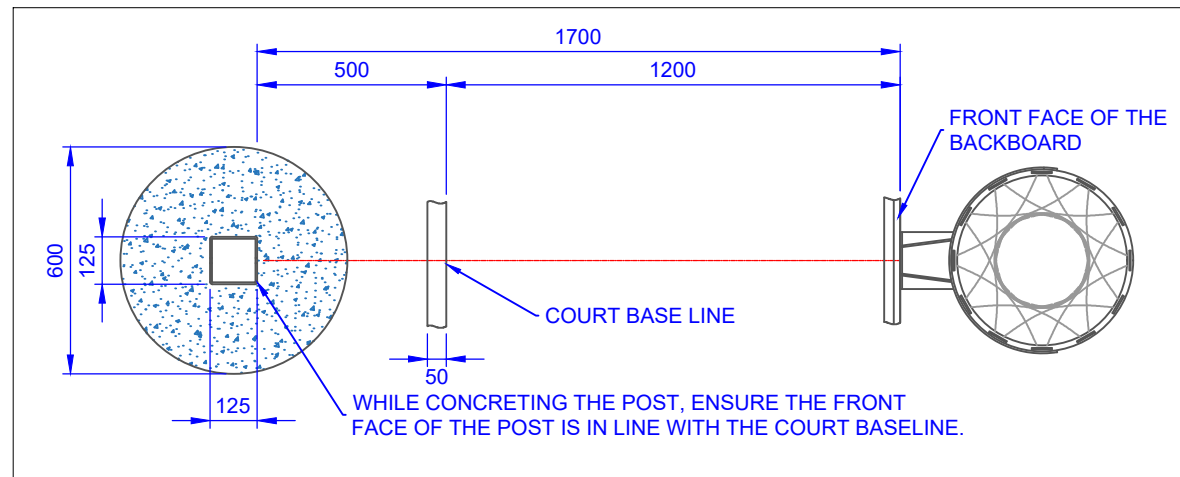 1700
500
1200
FRONT FACE OF THE
BACKBOARD
600
125
COURT BASE LINE
50
125
WHILE CONCRETING THE POST, ENSURE THE FRONT
FACE OF THE POST IS IN LINE WITH THE COURT BASELINE.